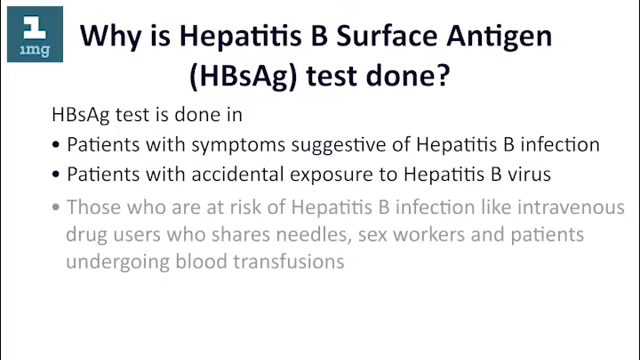 1
1mg
Why is Hepatitis B Surface Antigen
(HBsAg) test done?
HBsAg test is done in
• Patients with symptoms suggestive of Hepatitis B infection
• Patients with accidental exposure to Hepatitis B virus
• Those who are at risk of Hepatitis B infection like intravenous
drug users who shares needles, sex workers and patients
undergoing blood transfusions